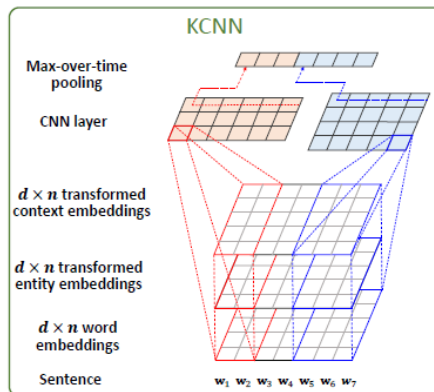 KCNN
Max-over-time
pooling
CNN layer
d × n transformed
context embeddings
d × n transformed
entity embeddings
d × n word
embeddings
Sentence
w₁ w₂ w₃ w₄ w₅ w₆ w₇